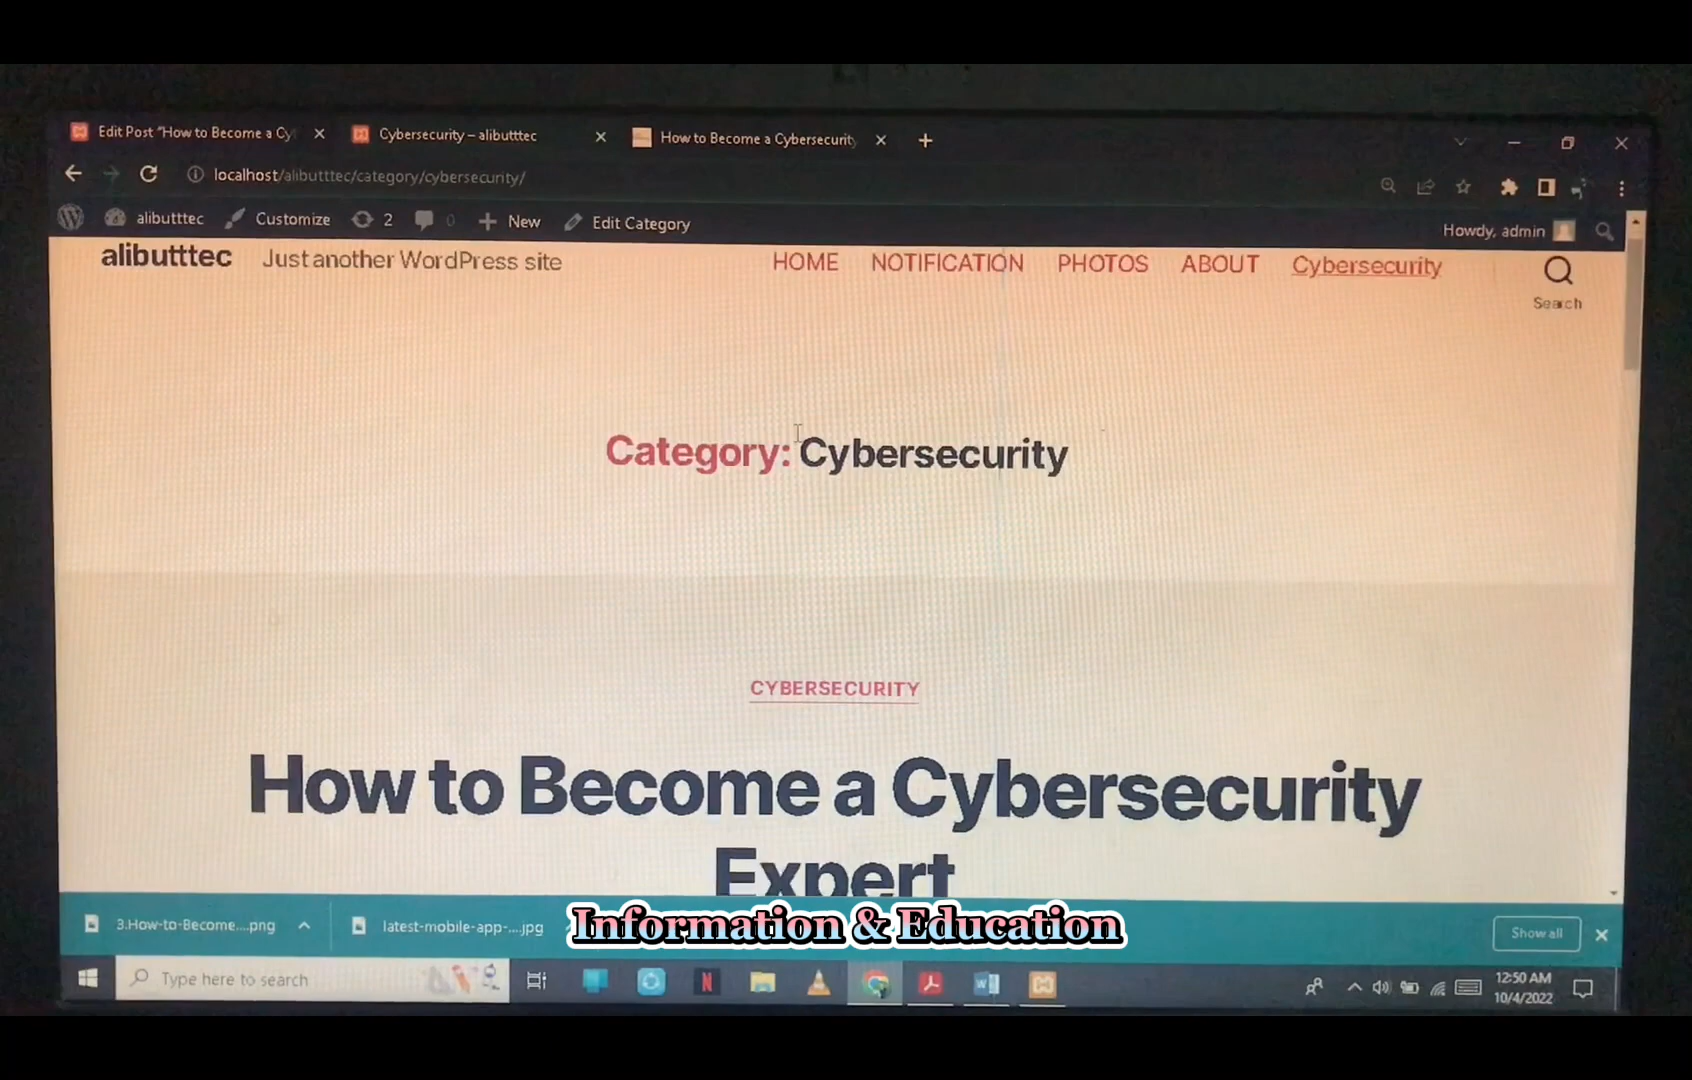 Edit Post "How to Become a Cy
Cybersecurity – alibutttec
How to Become a Cybersecurity
localhost/alibutttec/category/cybersecurity/
alibutttec
Customize
2
0
New
Edit Category
Howdy, admin
alibutttec
Just another WordPress site
HOME
NOTIFICATION
PHOTOS
ABOUT
Cybersecurity
Search
Category: Cybersecurity
CYBERSECURITY
How to Become a Cybersecurity
Expert
3.How-to-Become....png
latest-mobile-app-....jpg
Information & Education
Show all
Type here to search
12:50 AM
10/4/2022